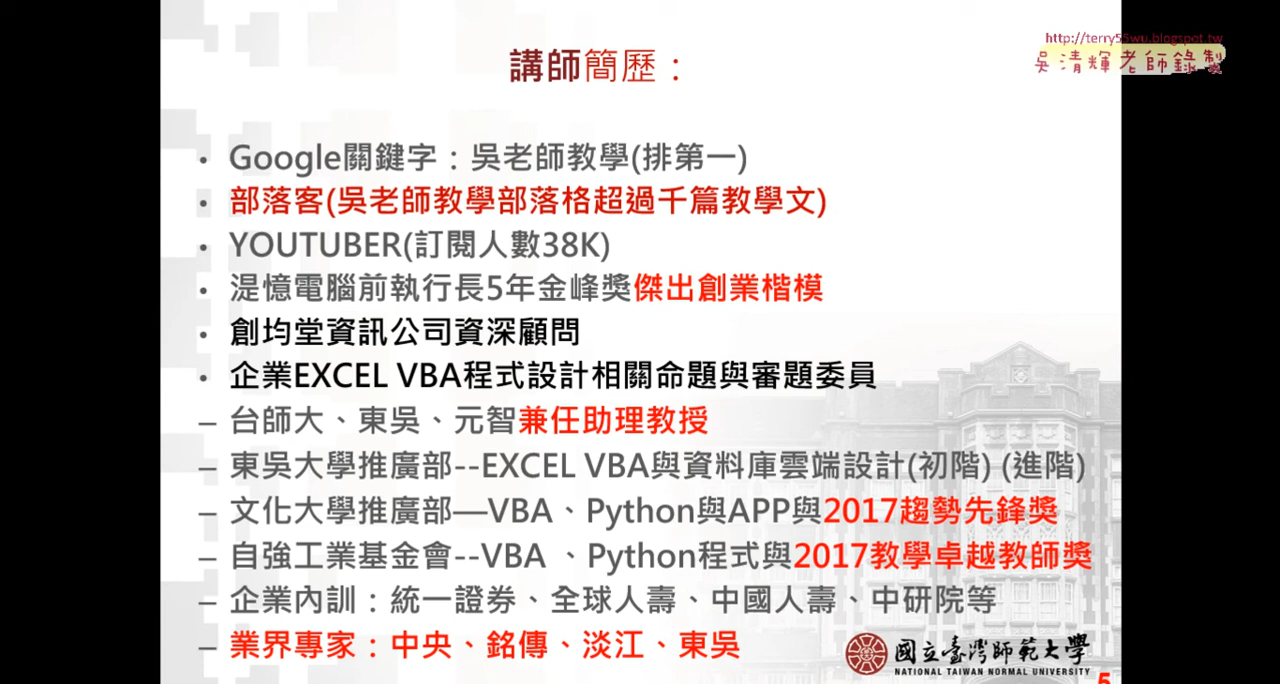 http://terry55wu.blogspot.tw
吳清輝老師錄製
講師簡歷：
• Google關鍵字：吳老師教學(排第一)
• 部落客(吳老師教學部落格超過千篇教學文)
• YOUTUBER(訂閱人數38K)
• 湜憶電腦前執行長5年金峰獎傑出創業楷模
• 創均堂資訊公司資深顧問
• 企業EXCEL VBA程式設計相關命題與審題委員
– 台師大、東吳、元智兼任助理教授
– 東吳大學推廣部--EXCEL VBA與資料庫雲端設計(初階) (進階)
– 文化大學推廣部—VBA、Python與APP與2017趨勢先鋒獎
– 自強工業基金會--VBA 、Python程式與2017教學卓越教師獎
– 企業內訓：統一證券、全球人壽、中國人壽、中研院等
– 業界專家：中央、銘傳、淡江、東吳
國立臺灣師範大學
NATIONAL TAIWAN NORMAL UNIVERSITY
5